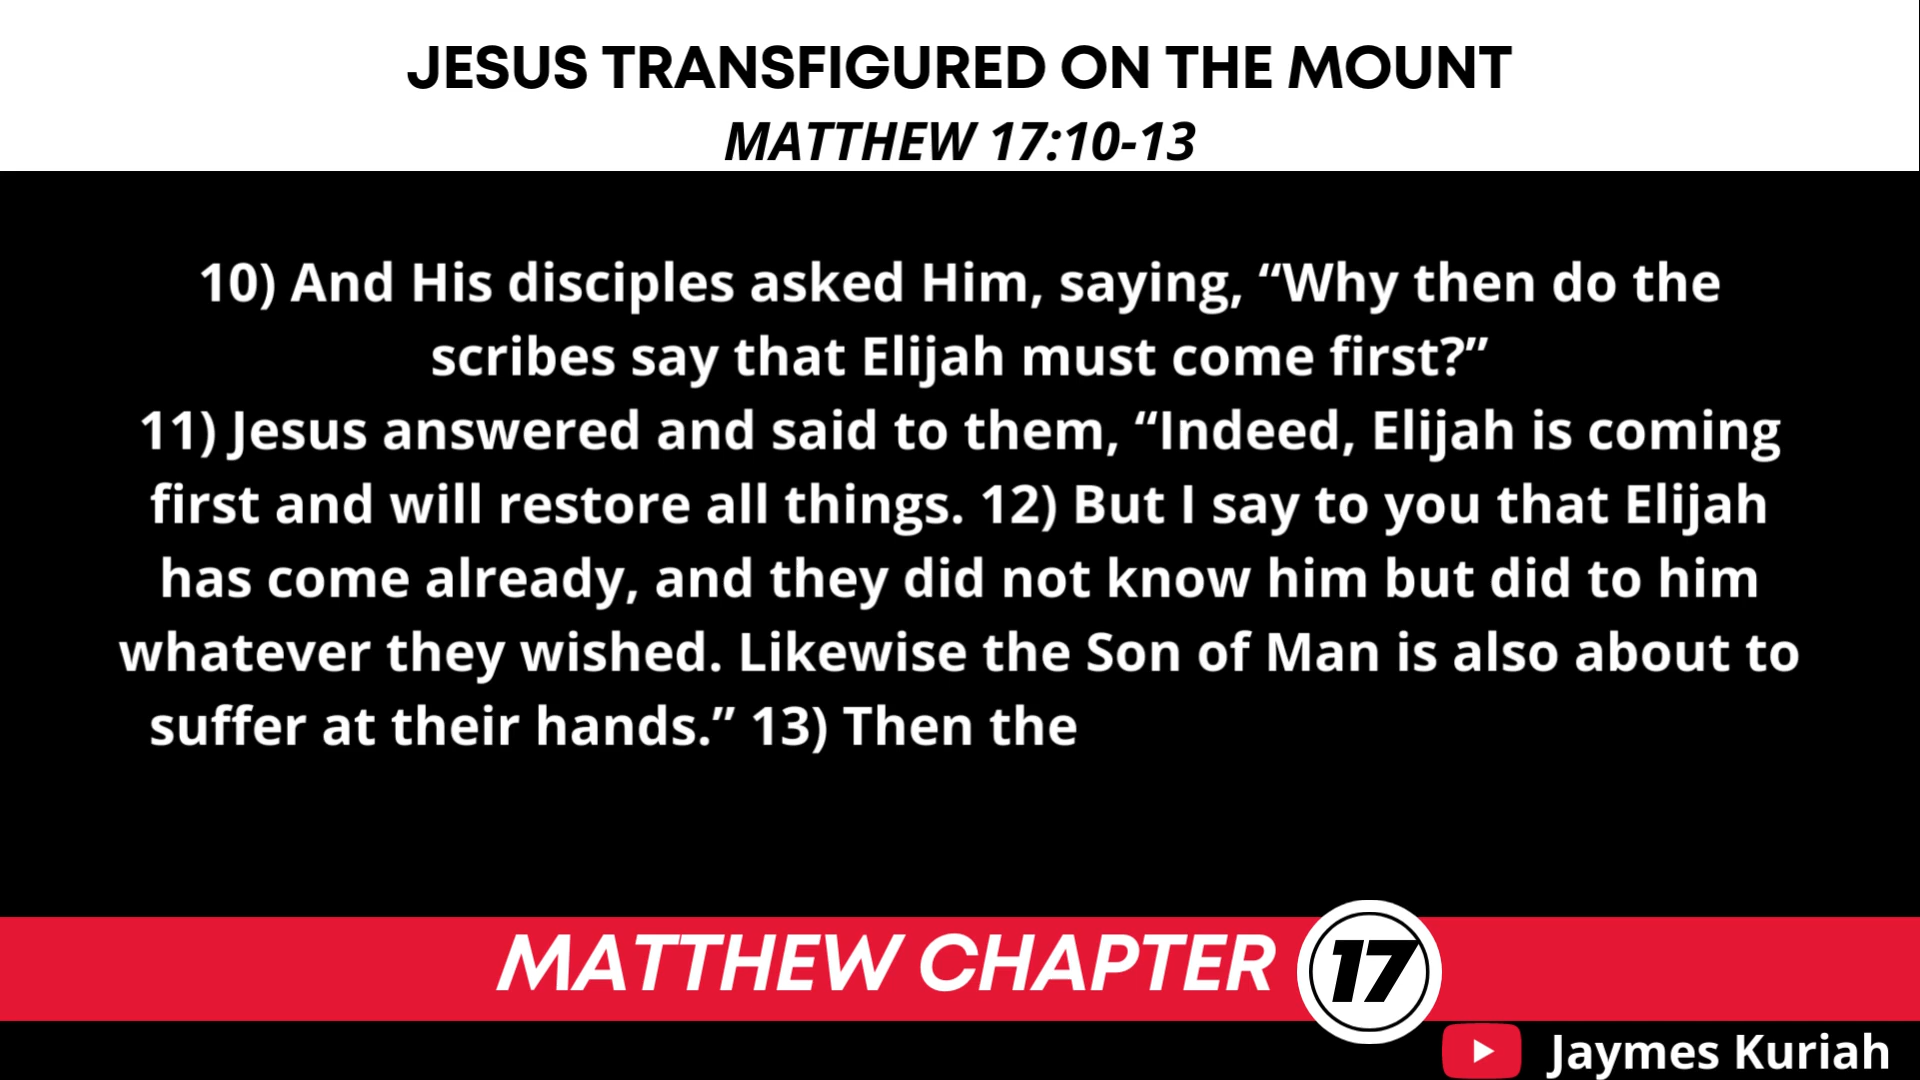 JESUS TRANSFIGURED ON THE MOUNT
MATTHEW 17:10-13
10) And His disciples asked Him, saying, “Why then do the
scribes say that Elijah must come first?”
11) Jesus answered and said to them, “Indeed, Elijah is coming
first and will restore all things. 12) But I say to you that Elijah
has come already, and they did not know him but did to him
whatever they wished. Likewise the Son of Man is also about to
suffer at their hands.” 13) Then the
MATTHEW CHAPTER 17
Jaymes Kuriah